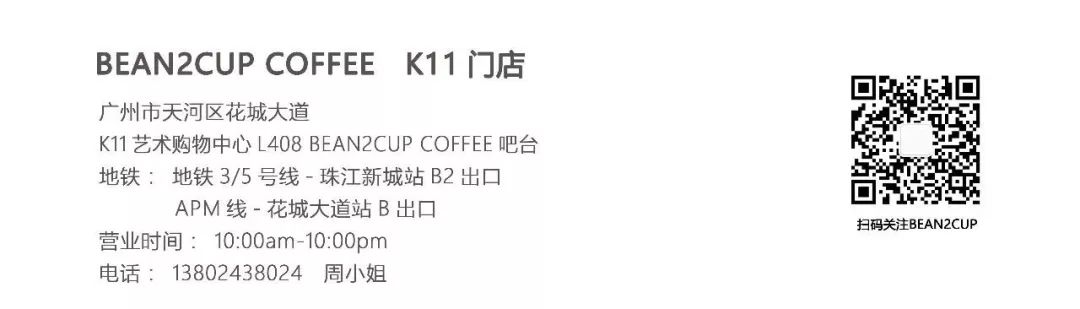 BEAN2CUP COFFEE K11 门店
广州市天河区花城大道
K11 艺术购物中心 L408 BEAN2CUP COFFEE 吧台
地铁： 地铁 3/5 号线 - 珠江新城站 B2 出口
APM 线 - 花城大道站 B 出口
营业时间： 10:00am-10:00pm
电话： 13802438024 周小姐
扫码关注BEAN2CUP